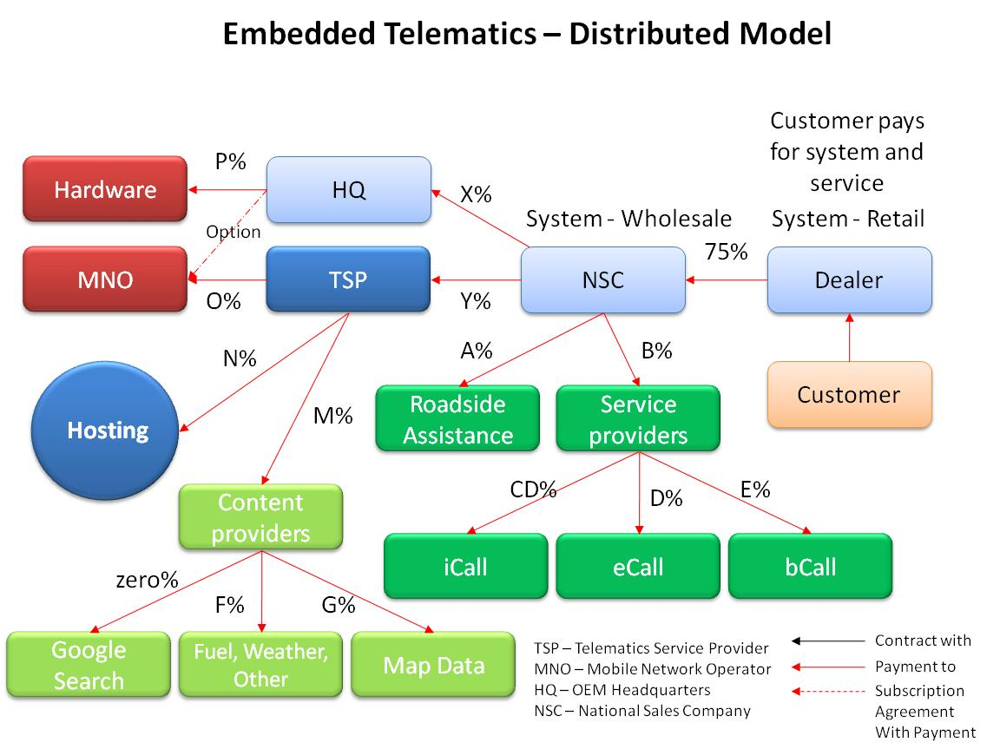 Embedded Telematics – Distributed Model
Customer pays
for system and
service
P%
Hardware
HQ
X%
System - Wholesale
System - Retail
Option
75%
MNO
TSP
NSC
Dealer
O%
Y%
N%
A%
B%
Customer
Hosting
M%
Roadside
Assistance
Service
providers
CD%
D%
E%
Content
providers
iCall
eCall
bCall
zero%
F%
G%
Google
Search
Fuel, Weather,
Other
Map Data
TSP – Telematics Service Provider
MNO – Mobile Network Operator
HQ – OEM Headquarters
NSC – National Sales Company
Contract with
Payment to
Subscription
Agreement
With Payment